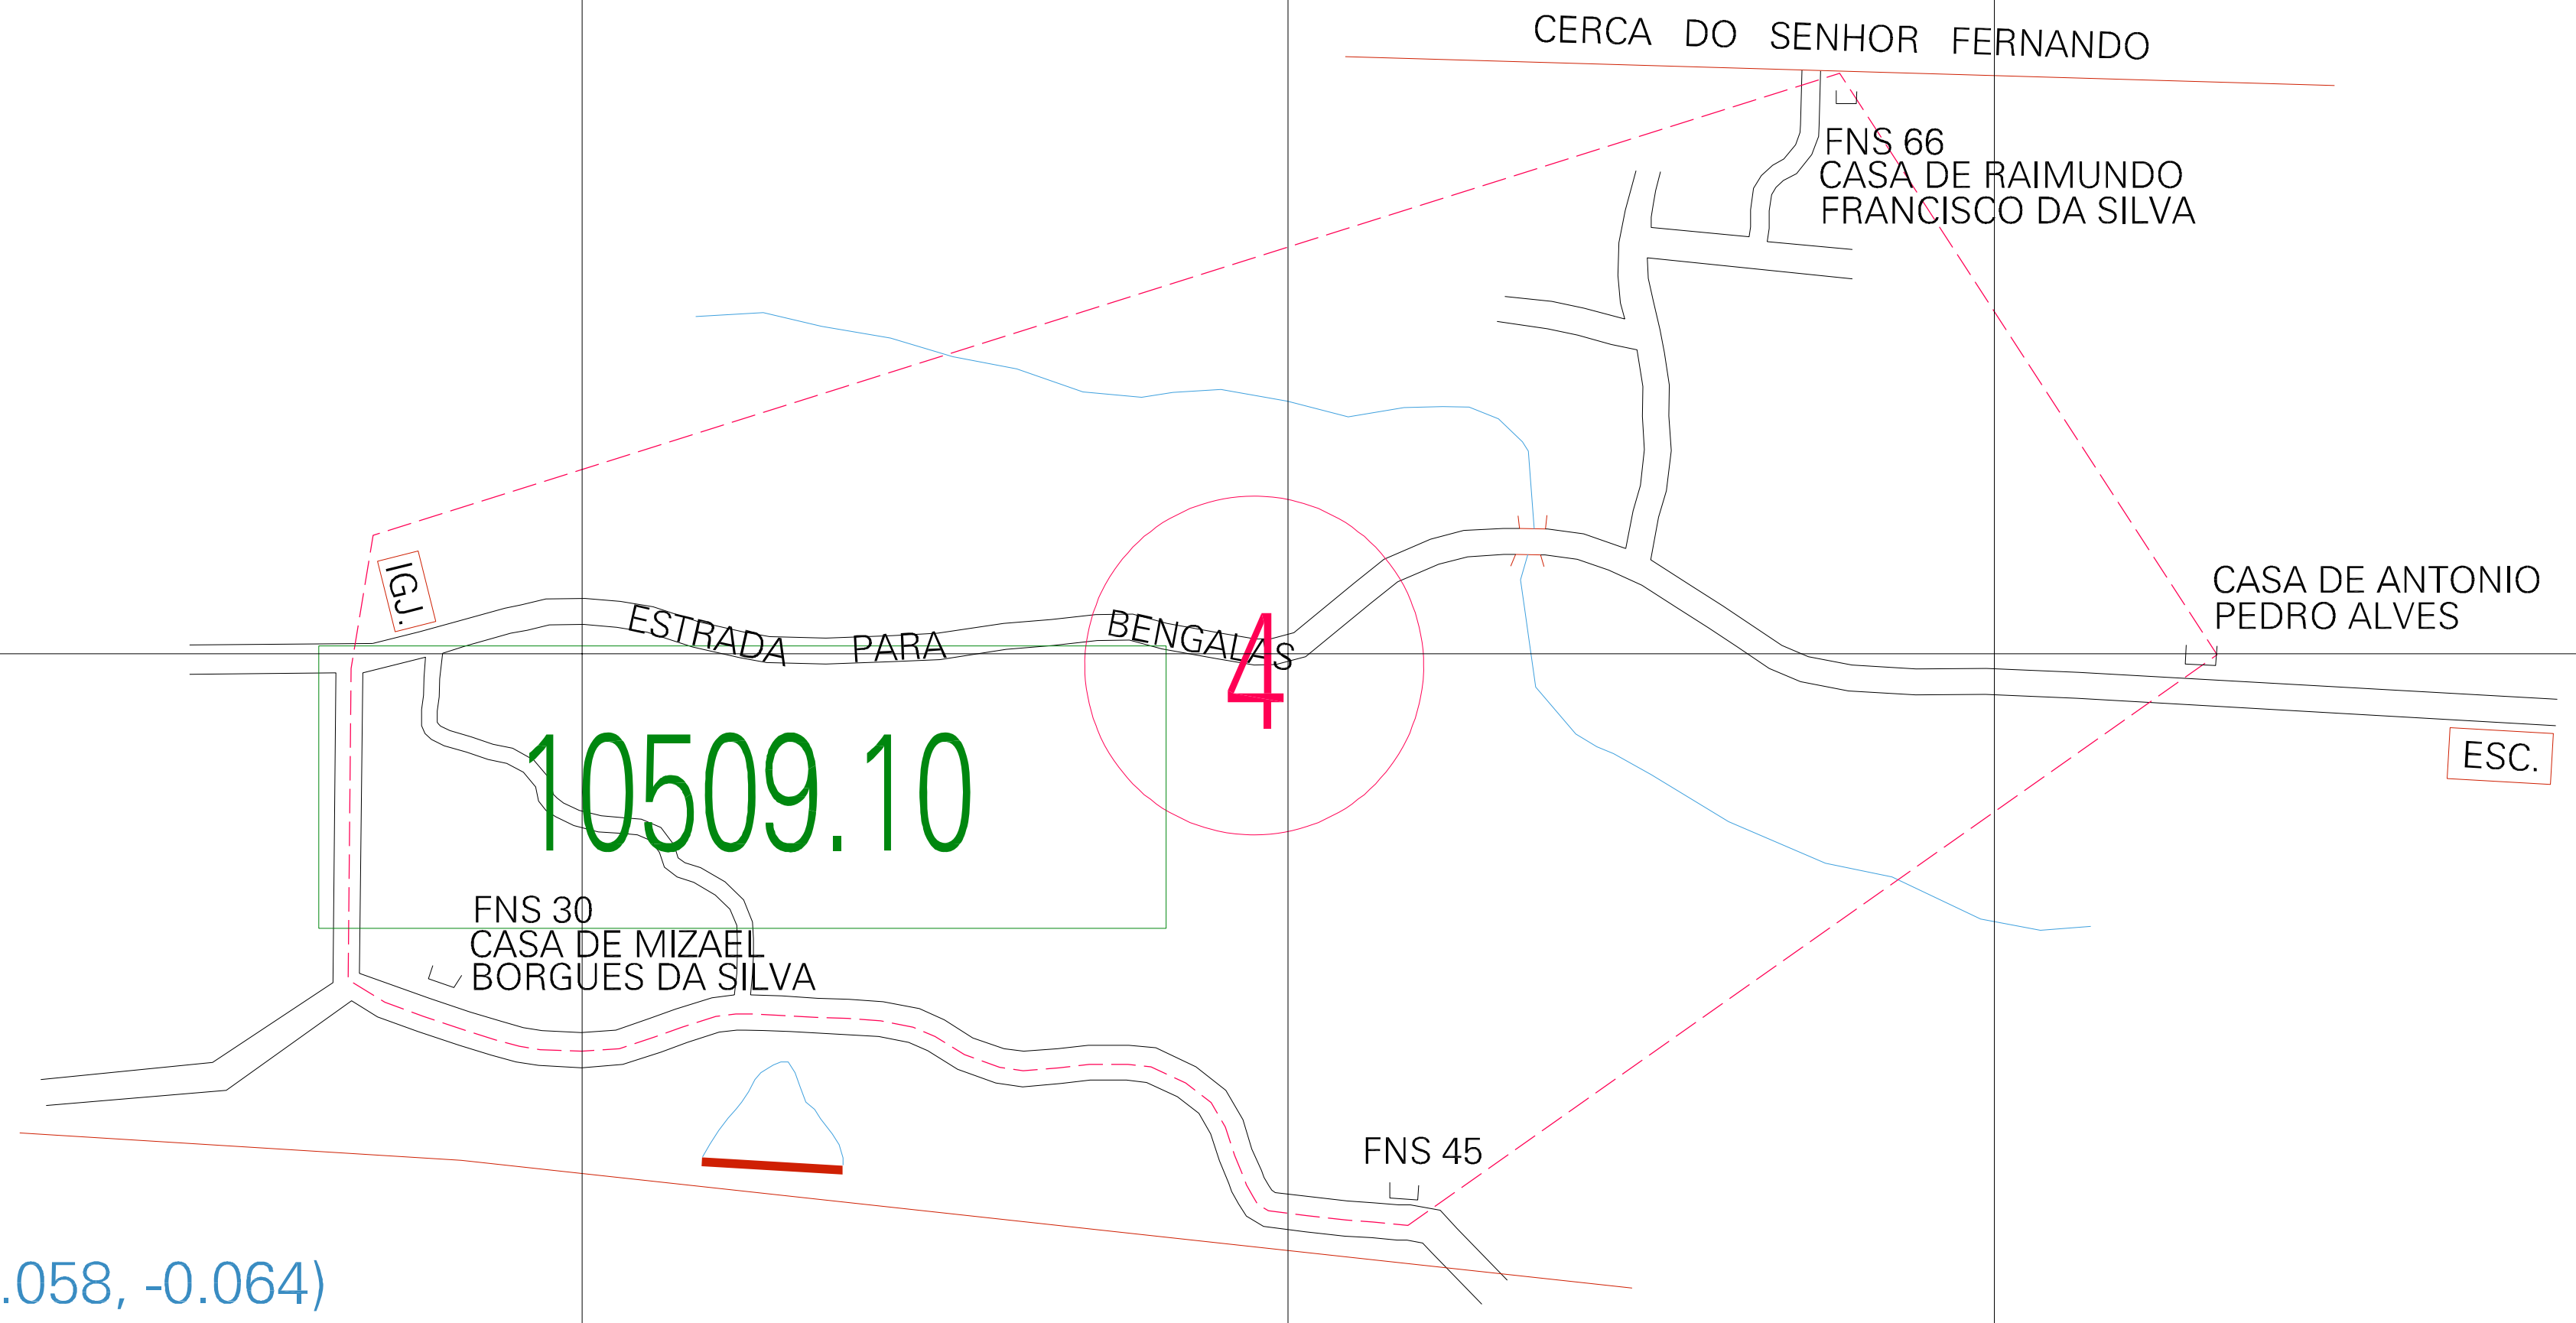 CERCA DO SENHOR FERNANDO
FNS 66
CASA DE RAIMUNDO
FRANCISCO DA SILVA
IGJ.
CASA DE ANTONIO
PEDRO ALVES
ESTRADA PARA BENGALAS
4
ESC.
10509.10
FNS 30
CASA DE MIZAEL
BORGUES DA SILVA
FNS 45
.058, -0.064)